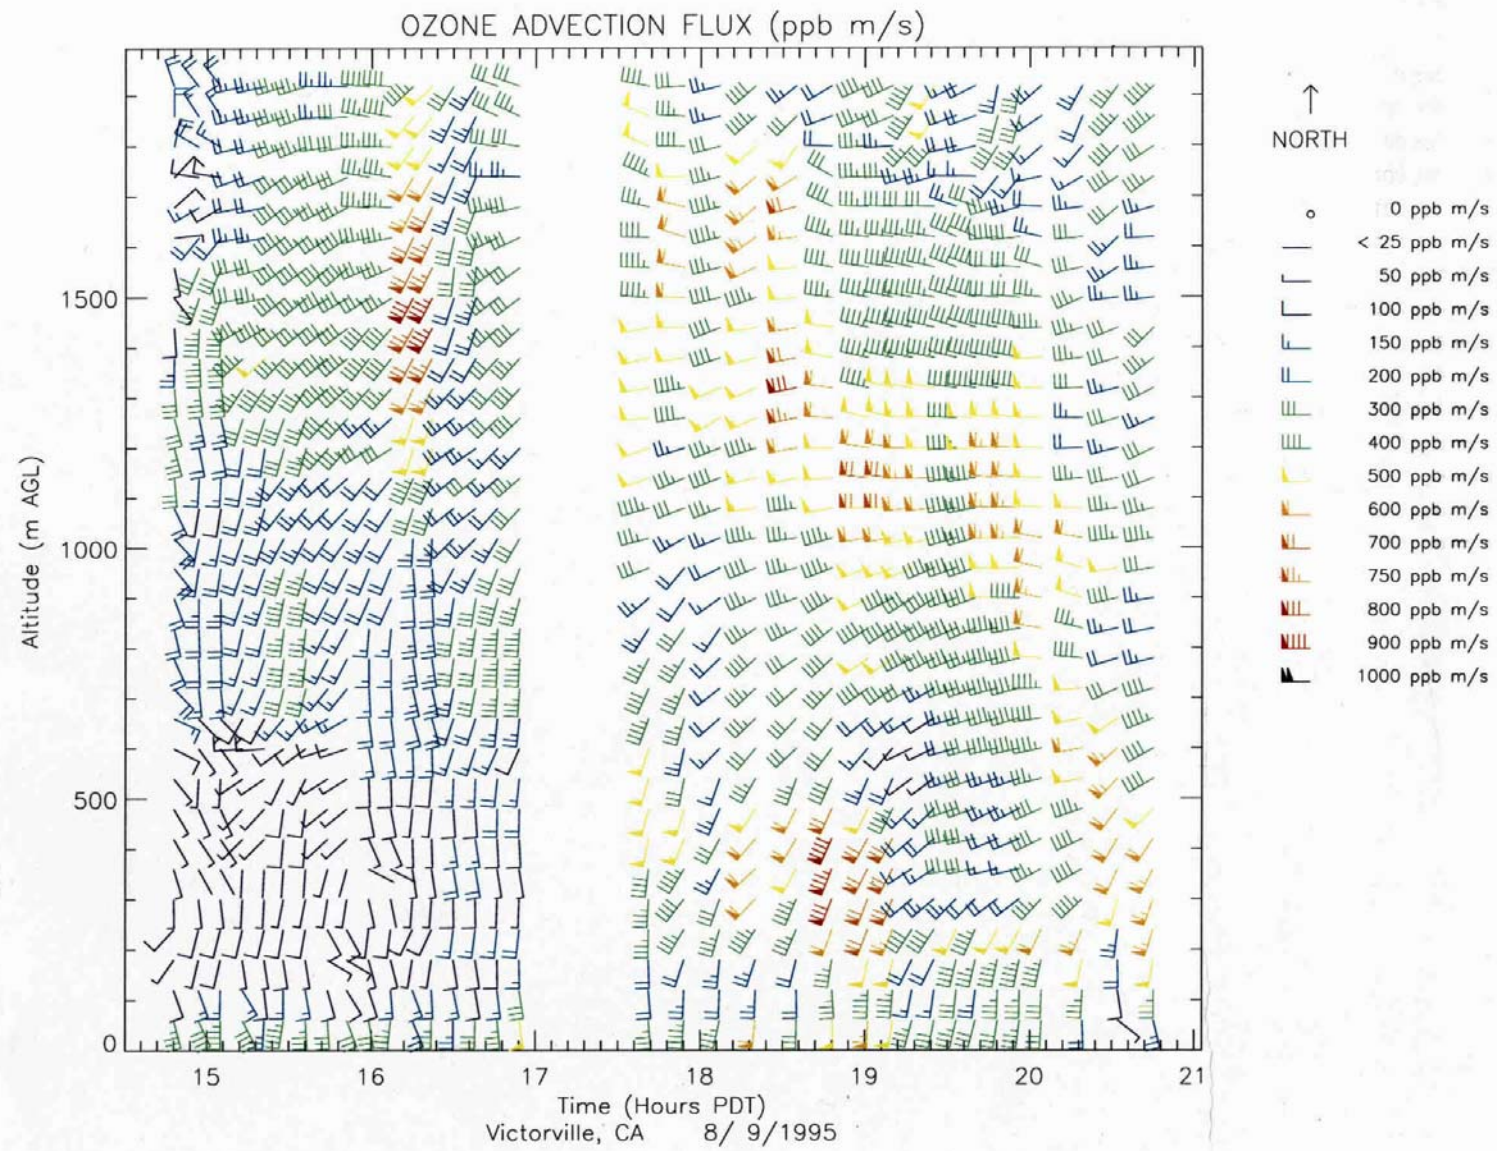 OZONE ADVECTION FLUX (ppb m/s)
NORTH
0 ppb m/s
< 25 ppb m/s
50 ppb m/s
100 ppb m/s
150 ppb m/s
200 ppb m/s
300 ppb m/s
400 ppb m/s
500 ppb m/s
600 ppb m/s
700 ppb m/s
750 ppb m/s
800 ppb m/s
900 ppb m/s
1000 ppb m/s
Altitude (m AGL)
1500
1000
500
0
15 16 17 18 19 20 21
Time (Hours PDT)
Victorville, CA 8/ 9/1995